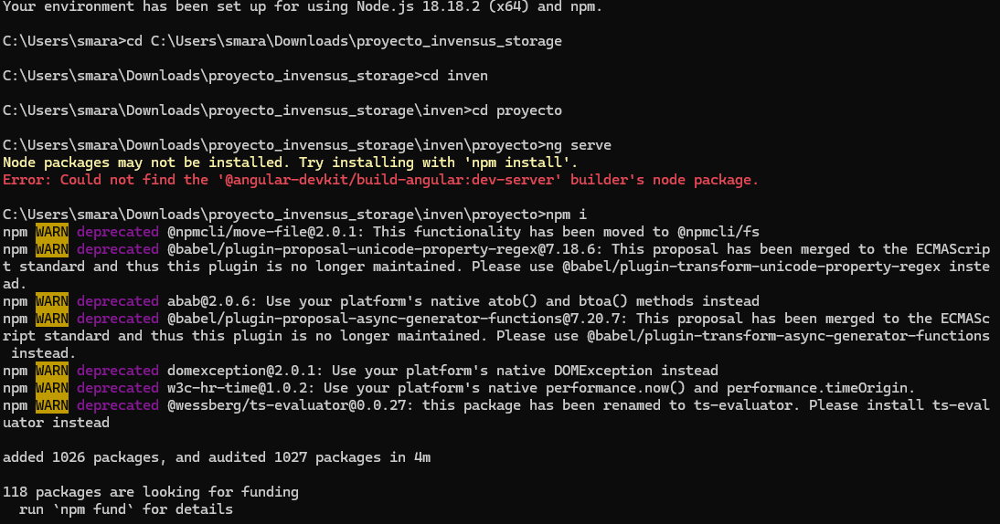 Your environment has been set up for using Node.js 18.18.2 (x64) and npm.
C:\Users\smara>cd C:\Users\smara\Downloads\proyecto_invensus_storage
C:\Users\smara\Downloads\proyecto_invensus_storage>cd inven
C:\Users\smara\Downloads\proyecto_invensus_storage\inven>cd proyecto
C:\Users\smara\Downloads\proyecto_invensus_storage\inven\proyecto>ng serve
Node packages may not be installed. Try installing with 'npm install'.
Error: Could not find the '@angular-devkit/build-angular:dev-server' builder's node package.
C:\Users\smara\Downloads\proyecto_invensus_storage\inven\proyecto>npm i
npm WARN deprecated @npmcli/move-file@2.0.1: This functionality has been moved to @npmcli/fs
npm WARN deprecated @babel/plugin-proposal-unicode-property-regex@7.18.6: This proposal has been merged to the ECMAScrip
t standard and thus this plugin is no longer maintained. Please use @babel/plugin-transform-unicode-property-regex inste
ad.
npm WARN deprecated abab@2.0.6: Use your platform's native atob() and btoa() methods instead
npm WARN deprecated @babel/plugin-proposal-async-generator-functions@7.20.7: This proposal has been merged to the ECMASc
ript standard and thus this plugin is no longer maintained. Please use @babel/plugin-transform-async-generator-functions
 instead.
npm WARN deprecated domexception@2.0.1: Use your platform's native DOMException instead
npm WARN deprecated w3c-hr-time@1.0.2: Use your platform's native performance.now() and performance.timeOrigin.
npm WARN deprecated @wessberg/ts-evaluator@0.0.27: this package has been renamed to ts-evaluator. Please install ts-eval
uator instead
added 1026 packages, and audited 1027 packages in 4m
118 packages are looking for funding
  run `npm fund` for details